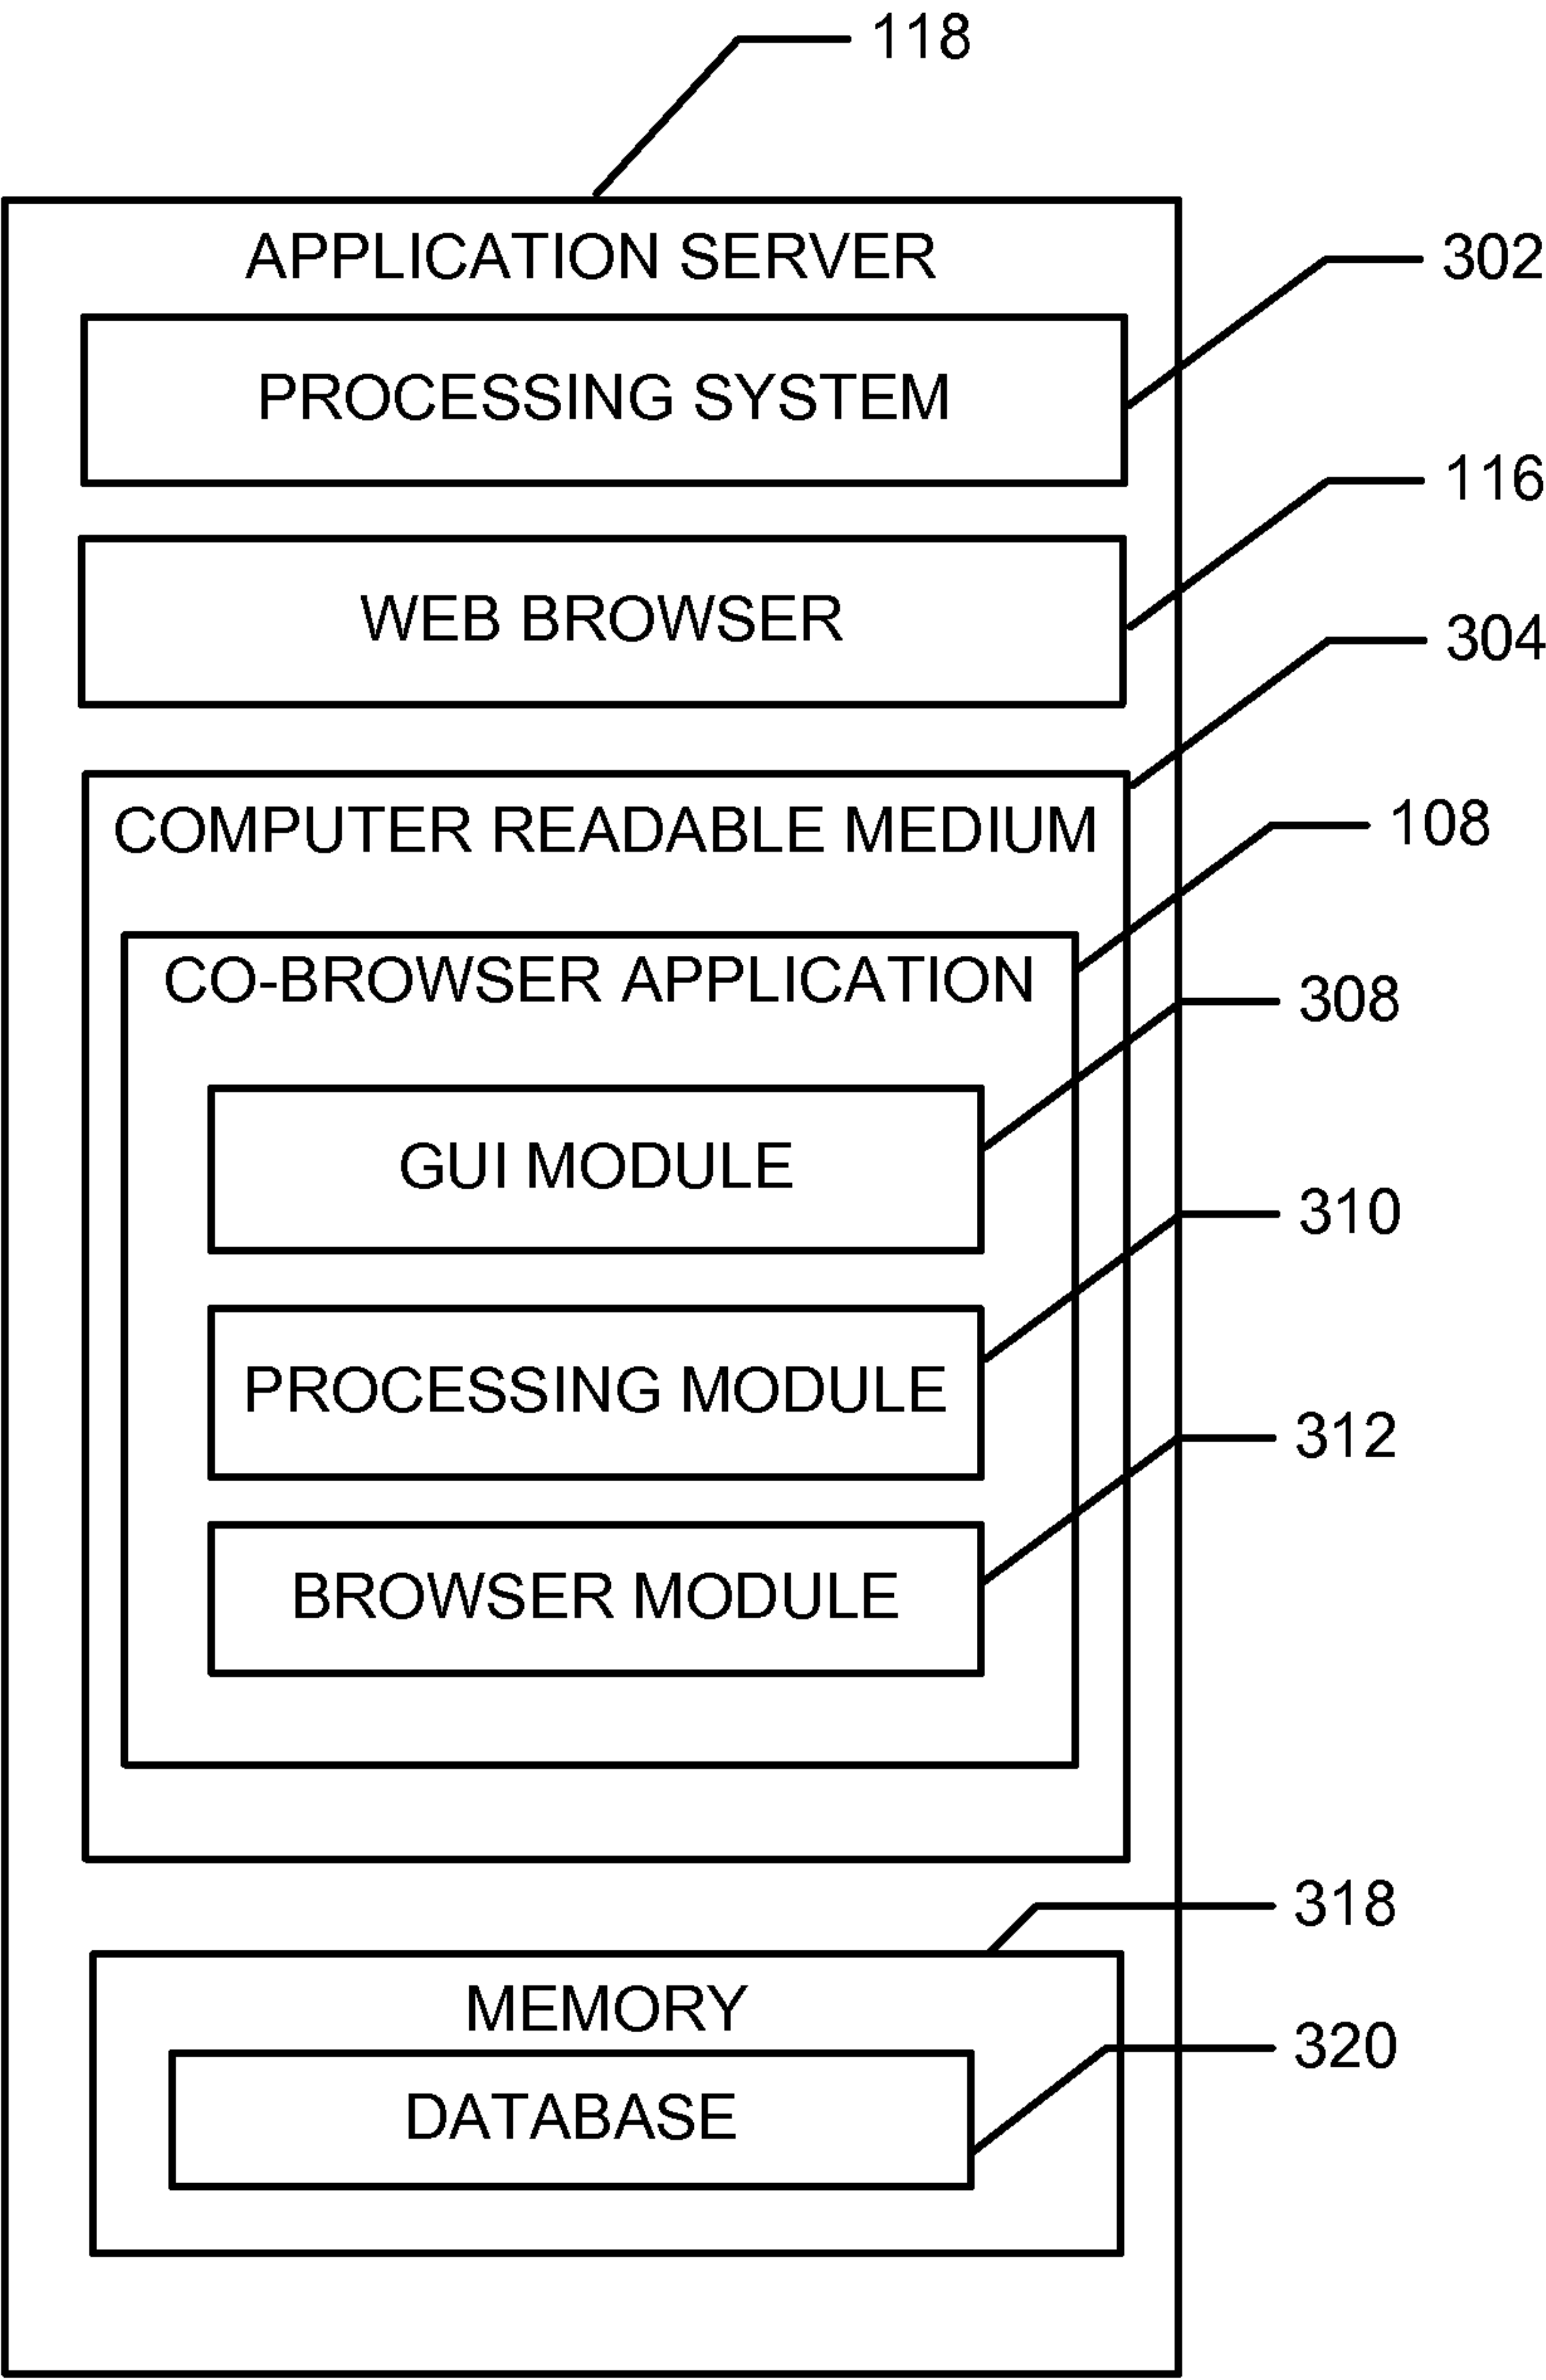 118
APPLICATION SERVER
302
PROCESSING SYSTEM
116
WEB BROWSER
304
COMPUTER READABLE MEDIUM
108
CO-BROWSER APPLICATION
308
GUI MODULE
310
PROCESSING MODULE
312
BROWSER MODULE
318
MEMORY
320
DATABASE